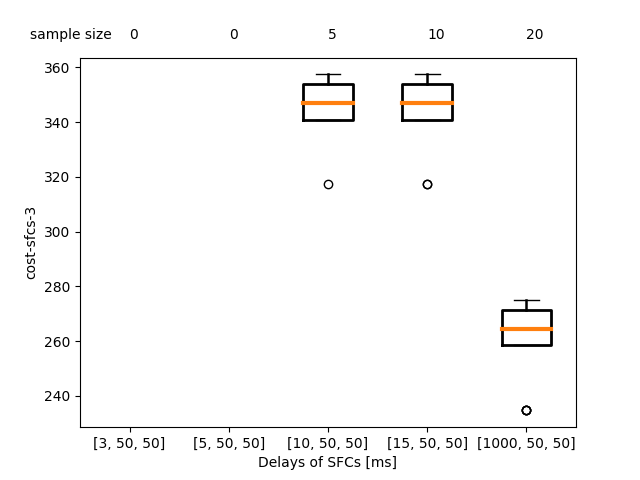 sample size 0 0 5 10 20
360
340
320
300
280
260
240
cost-sfcs-3
[3, 50, 50] [5, 50, 50] [10, 50, 50] [15, 50, 50] [1000, 50, 50]
Delays of SFCs [ms]